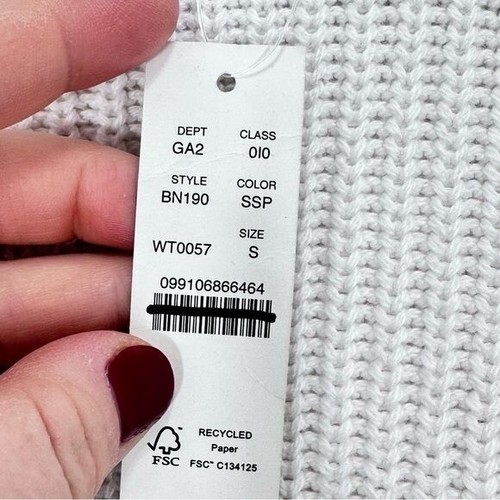 DEPT CLASS
GA2 0I0
STYLE COLOR
BN190 SSP
SIZE
WT0057 S
099106866464
RECYCLED
Paper
FSC FSC™ C134125